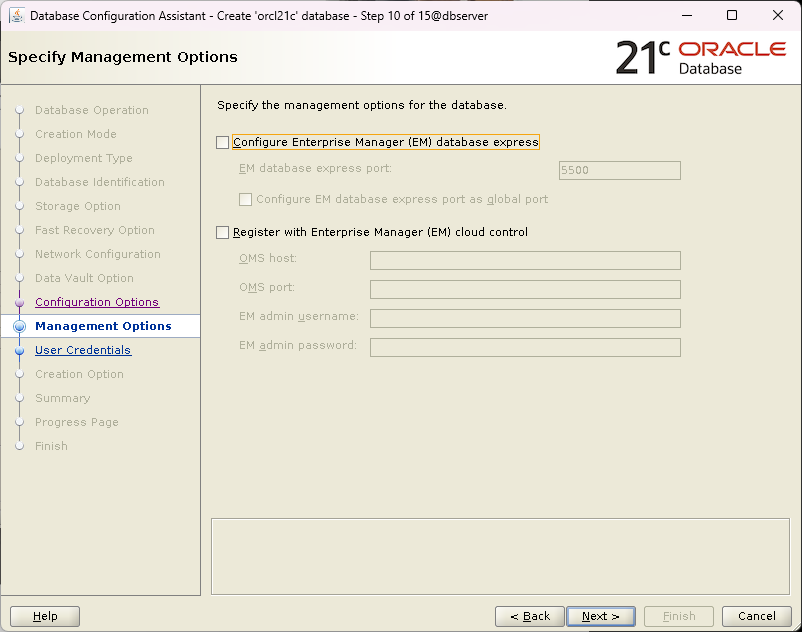 Database Configuration Assistant - Create 'orcl21c' database - Step 10 of 15@dbserver
Specify Management Options
21c ORACLE
Database
Database Operation
Creation Mode
Deployment Type
Database Identification
Storage Option
Fast Recovery Option
Network Configuration
Data Vault Option
Configuration Options
Management Options
User Credentials
Creation Option
Summary
Progress Page
Finish
Specify the management options for the database.
Configure Enterprise Manager (EM) database express
EM database express port: 5500
Configure EM database express port as global port
Register with Enterprise Manager (EM) cloud control
OMS host:
OMS port:
EM admin username:
EM admin password:
Help
< Back
Next >
Finish
Cancel